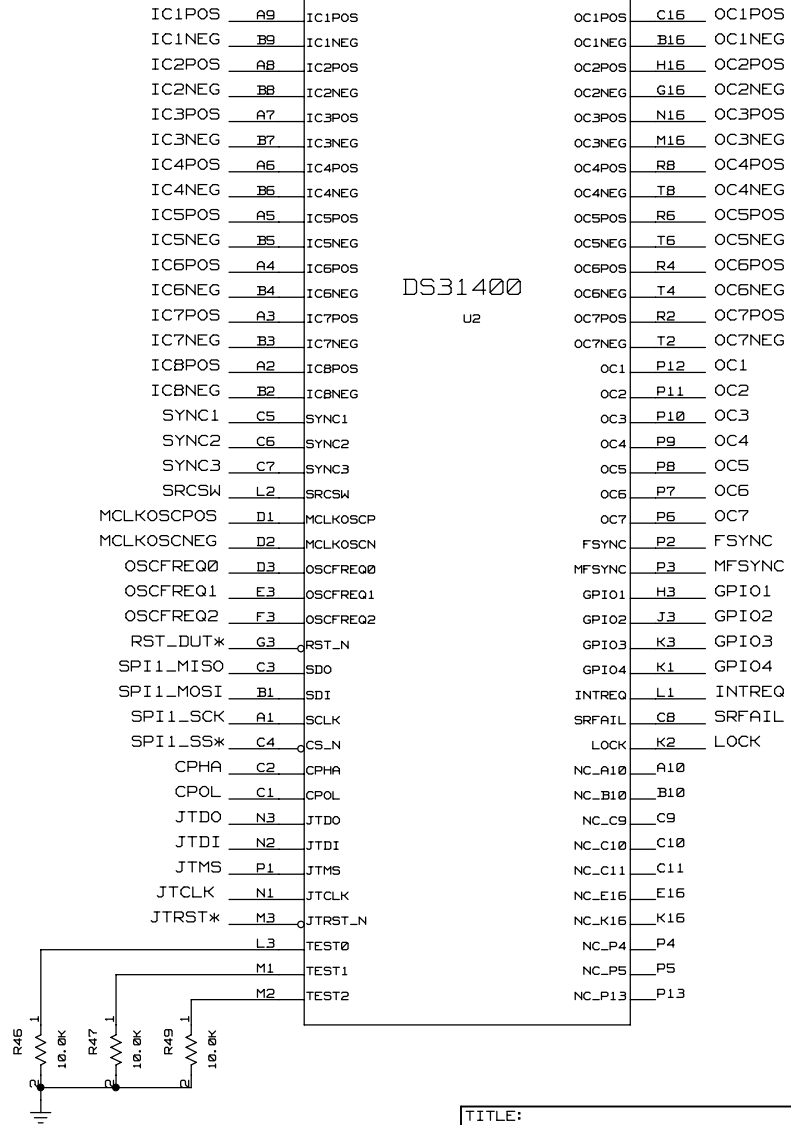 IC1POS A9 IC1POS OC1POS C16 OC1POS
IC1NEG B9 IC1NEG OC1NEG B16 OC1NEG
IC2POS A8 IC2POS OC2POS H16 OC2POS
IC2NEG B8 IC2NEG OC2NEG G16 OC2NEG
IC3POS A7 IC3POS OC3POS N16 OC3POS
IC3NEG B7 IC3NEG OC3NEG M16 OC3NEG
IC4POS A6 IC4POS OC4POS R8 OC4POS
IC4NEG B6 IC4NEG OC4NEG T8 OC4NEG
IC5POS A5 IC5POS OC5POS R6 OC5POS
IC5NEG B5 IC5NEG OC5NEG T6 OC5NEG
IC6POS A4 IC6POS OC6POS R4 OC6POS
IC6NEG B4 IC6NEG DS31400 OC6NEG T4 OC6NEG
IC7POS A3 IC7POS U2 OC7POS R2 OC7POS
IC7NEG B3 IC7NEG OC7NEG T2 OC7NEG
IC8POS A2 IC8POS OC1 P12 OC1
IC8NEG B2 IC8NEG OC2 P11 OC2
SYNC1 C5 SYNC1 OC3 P10 OC3
SYNC2 C6 SYNC2 OC4 P9 OC4
SYNC3 C7 SYNC3 OC5 P8 OC5
SRCSW L2 SRCSW OC6 P7 OC6
MCLKOSCPOS D1 MCLKOSCP OC7 P6 OC7
MCLKOSCNEG D2 MCLKOSCN FSYNC P2 FSYNC
OSCFREQ0 D3 OSCFREQ0 MFSYNC P3 MFSYNC
OSCFREQ1 E3 OSCFREQ1 GPIO1 H3 GPIO1
OSCFREQ2 F3 OSCFREQ2 GPIO2 J3 GPIO2
RST_DUT* G3 RST_N GPIO3 K3 GPIO3
SPI1_MISO C3 SDO GPIO4 K1 GPIO4
SPI1_MOSI B1 SDI INTREQ L1 INTREQ
SPI1_SCK A1 SCLK SRFAIL C8 SRFAIL
SPI1_SS* C4 CS_N LOCK K2 LOCK
CPHA C2 CPHA NC_A10 A10
CPOL C1 CPOL NC_B10 B10
JTDO N3 JTDO NC_C9 C9
JTDI N2 JTDI NC_C10 C10
JTMS P1 JTMS NC_C11 C11
JTCLK N1 JTCLK NC_E16 E16
JTRST* M3 JTRST_N NC_K16 K16
L3 TEST0 NC_P4 P4
M1 TEST1 NC_P5 P5
M2 TEST2 NC_P13 P13
R46 1 10.0K 2
R47 1 10.0K 2
R49 1 10.0K 2
TITLE: